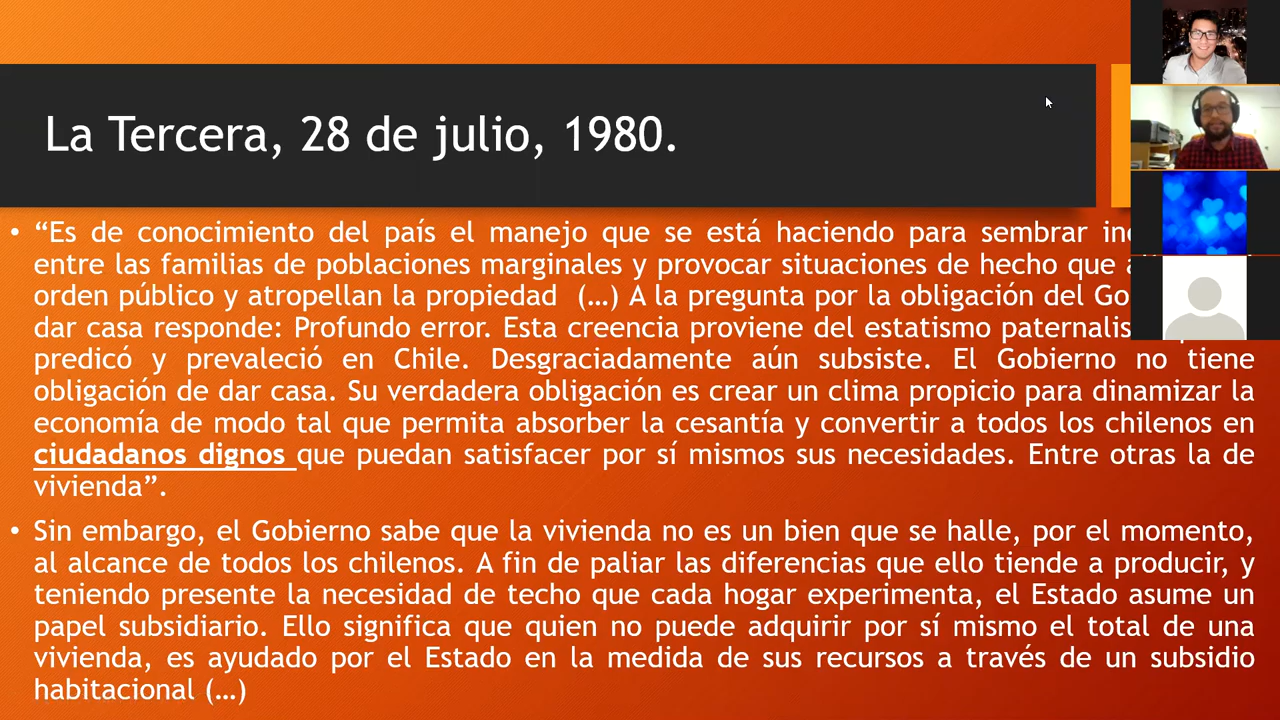 La Tercera, 28 de julio, 1980.
• “Es de conocimiento del país el manejo que se está haciendo para sembrar
entre las familias de poblaciones marginales y provocar situaciones de hecho que
orden público y atropellan la propiedad (…) A la pregunta por la obligación del
dar casa responde: Profundo error. Esta creencia proviene del estatismo
predicó y prevaleció en Chile. Desgraciadamente aún subsiste. El Gobierno no tiene
obligación de dar casa. Su verdadera obligación es crear un clima propicio para dinamizar la
economía de modo tal que permita absorber la cesantía y convertir a todos los chilenos en
ciudadanos dignos que puedan satisfacer por sí mismos sus necesidades. Entre otras la de
vivienda”.
• Sin embargo, el Gobierno sabe que la vivienda no es un bien que se halle, por el momento,
al alcance de todos los chilenos. A fin de paliar las diferencias que ello tiende a producir, y
teniendo presente la necesidad de techo que cada hogar experimenta, el Estado asume un
papel subsidiario. Ello significa que quien no puede adquirir por sí mismo el total de una
vivienda, es ayudado por el Estado en la medida de sus recursos a través de un subsidio
habitacional (…)